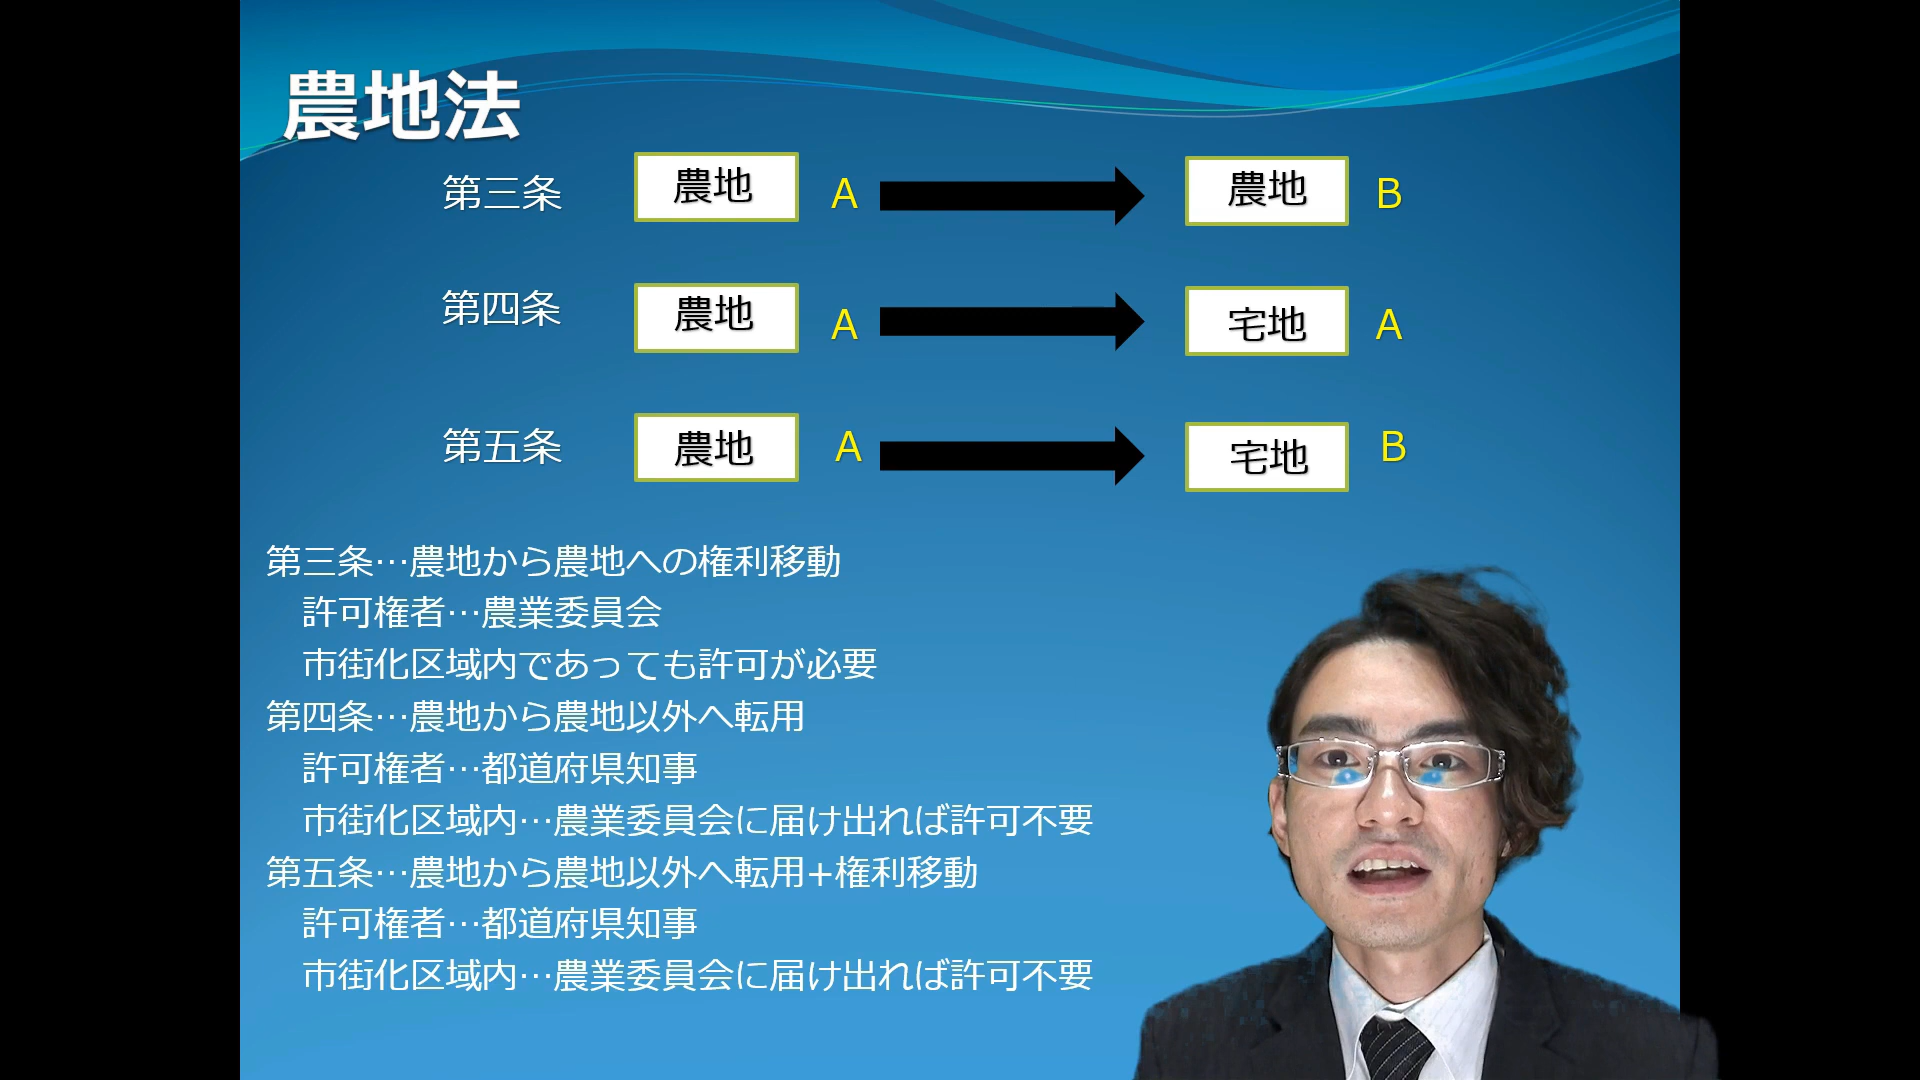 農地法
第三条 農地 A 農地 B
第四条 農地 A 宅地 A
第五条 農地 A 宅地 B
第三条…農地から農地への権利移動
許可権者…農業委員会
市街化区域内であっても許可が必要
第四条…農地から農地以外へ転用
許可権者…都道府県知事
市街化区域内…農業委員会に届け出れば許可不要
第五条…農地から農地以外へ転用+権利移動
許可権者…都道府県知事
市街化区域内…農業委員会に届け出れば許可不要